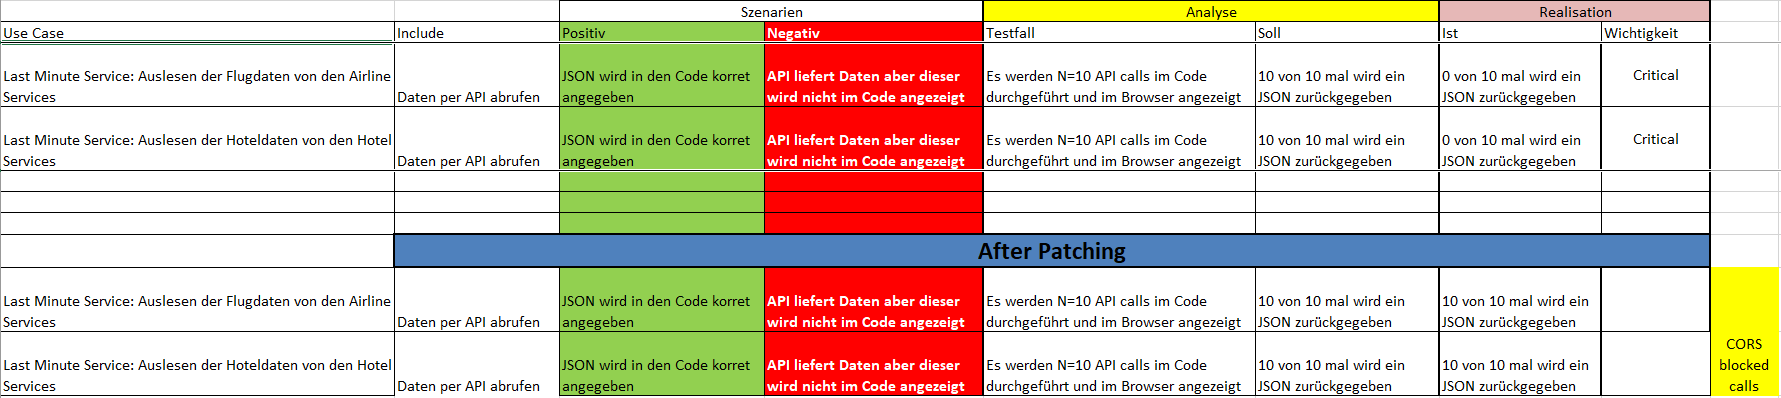 Szenarien Analyse Realisation
Use Case Include Positiv Negativ Testfall Soll Ist Wichtigkeit
Last Minute Service: Auslesen der Flugdaten von den Airline
Services
Daten per API abrufen
JSON wird in den Code korret
angegeben
API liefert Daten aber dieser
wird nicht im Code angezeigt
Es werden N=10 API calls im Code
durchgeführt und im Browser angezeigt
10 von 10 mal wird ein
JSON zurückgegeben
0 von 10 mal wird ein
JSON zurückgegeben
Critical
Last Minute Service: Auslesen der Hoteldaten von den Hotel
Services
Daten per API abrufen
JSON wird in den Code korret
angegeben
API liefert Daten aber dieser
wird nicht im Code angezeigt
Es werden N=10 API calls im Code
durchgeführt und im Browser angezeigt
10 von 10 mal wird ein
JSON zurückgegeben
0 von 10 mal wird ein
JSON zurückgegeben
Critical
After Patching
Last Minute Service: Auslesen der Flugdaten von den Airline
Services
Daten per API abrufen
JSON wird in den Code korret
angegeben
API liefert Daten aber dieser
wird nicht im Code angezeigt
Es werden N=10 API calls im Code
durchgeführt und im Browser angezeigt
10 von 10 mal wird ein
JSON zurückgegeben
10 von 10 mal wird ein
JSON zurückgegeben
Last Minute Service: Auslesen der Hoteldaten von den Hotel
Services
Daten per API abrufen
JSON wird in den Code korret
angegeben
API liefert Daten aber dieser
wird nicht im Code angezeigt
Es werden N=10 API calls im Code
durchgeführt und im Browser angezeigt
10 von 10 mal wird ein
JSON zurückgegeben
10 von 10 mal wird ein
JSON zurückgegeben
CORS
blocked
calls